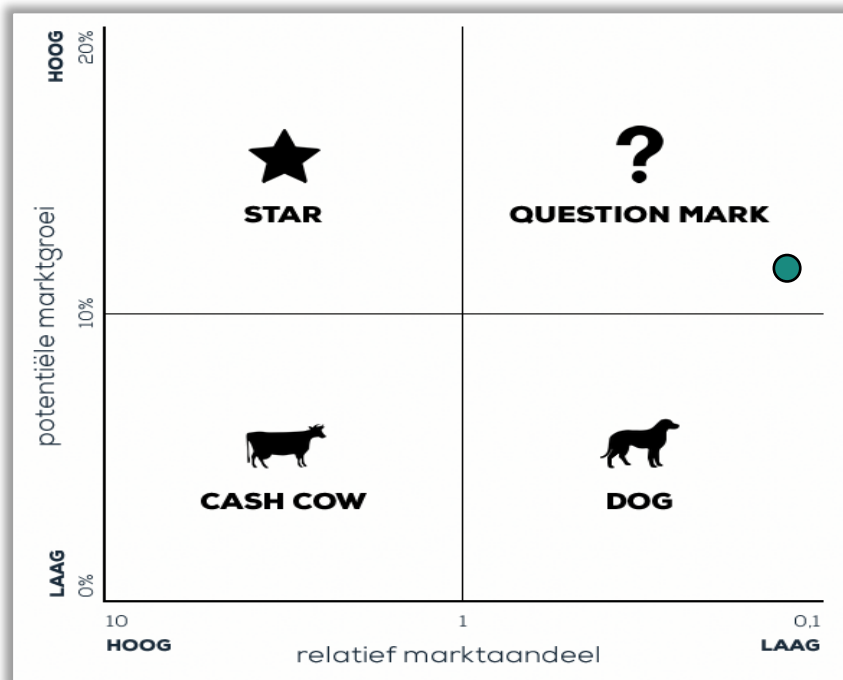 HOOG
20%
STAR
?
QUESTION MARK
potentiële marktgroei
10%
CASH COW
DOG
LAAG
0%
10
1
0,1
HOOG
relatief marktaandeel
LAAG